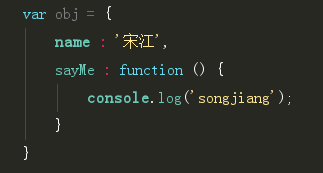 var obj = {
    name : '宋江',
    sayMe : function () {
        console.log('songjiang');
    }
}